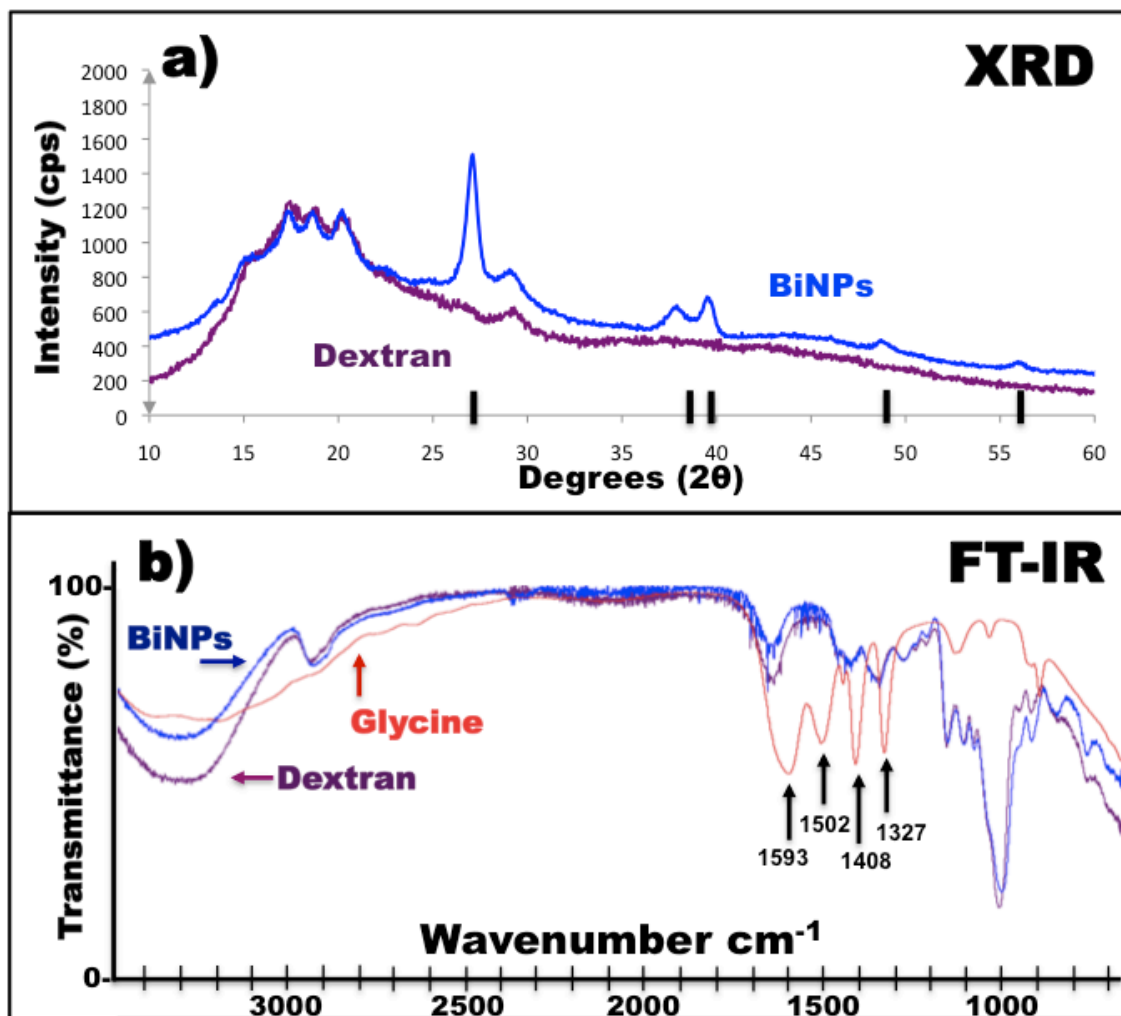 a)
XRD
Intensity (cps)
2000
1800
1600
1400
1200
1000
800
600
400
200
0
BiNPs
Dextran
10 15 20 25 30 35 40 45 50 55 60
Degrees (2θ)
b)
FT-IR
Transmittance (%)
100
BiNPs
Glycine
Dextran
1502
1327
1593
1408
Wavenumber cm-1
0
3000 2500 2000 1500 1000